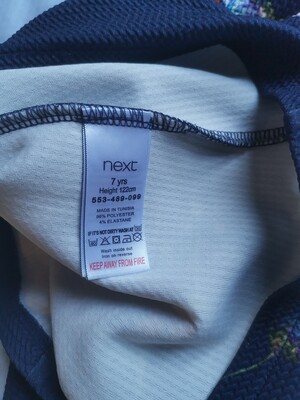 next
7 yrs
Height 122cm
553-489-099
MADE IN TUNISIA
96% POLYESTER
4% ELASTANE
IF IT'S NOT DIRTY WASH AT
Wash inside out
Iron on reverse
KEEP AWAY FROM FIRE